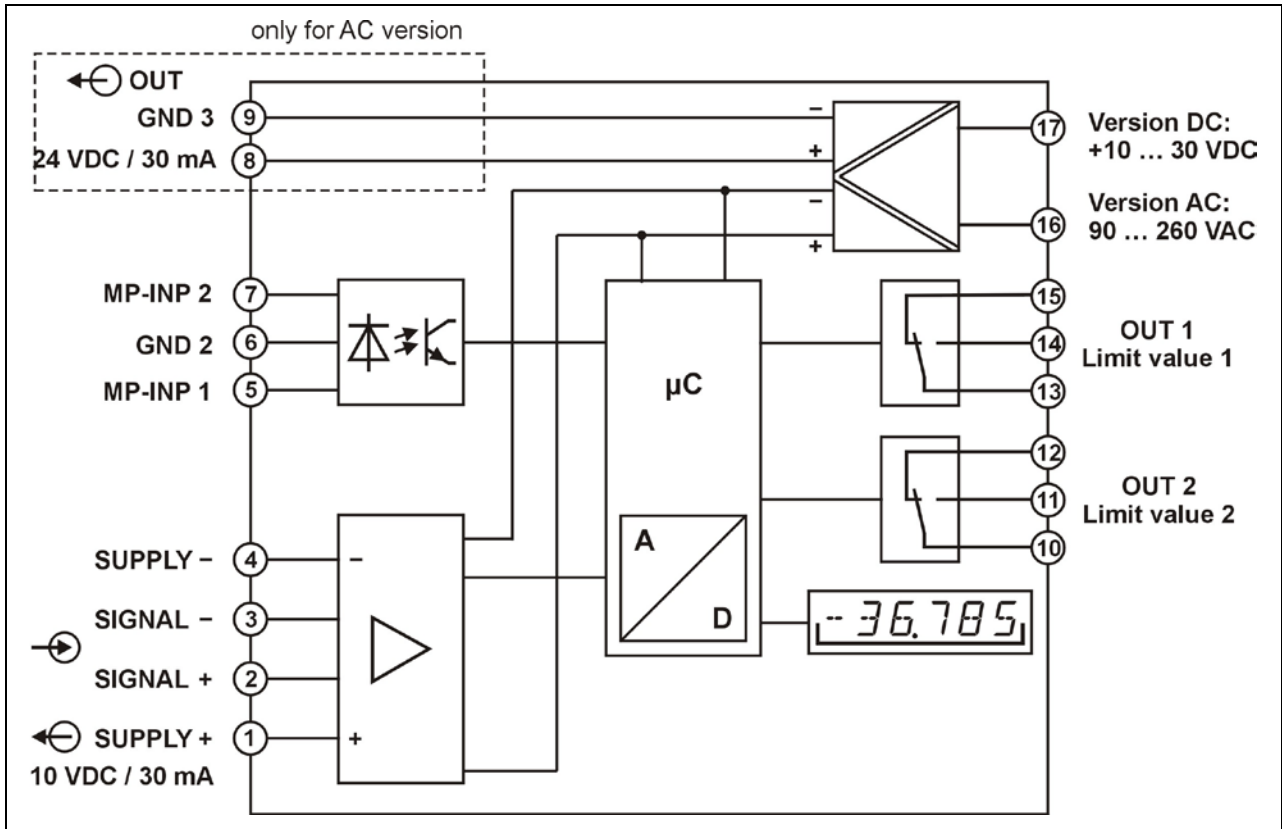 only for AC version
OUT
GND 3
9
24 VDC / 30 mA
8
−
+
−
+
17
Version DC:
+10 ... 30 VDC
16
Version AC:
90 ... 260 VAC
MP-INP 2
7
GND 2
6
MP-INP 1
5
µC
A
D
15
14
13
OUT 1
Limit value 1
12
11
10
OUT 2
Limit value 2
- 36.785
SUPPLY −
4
−
SIGNAL −
3
SIGNAL +
2
SUPPLY +
1
+
10 VDC / 30 mA